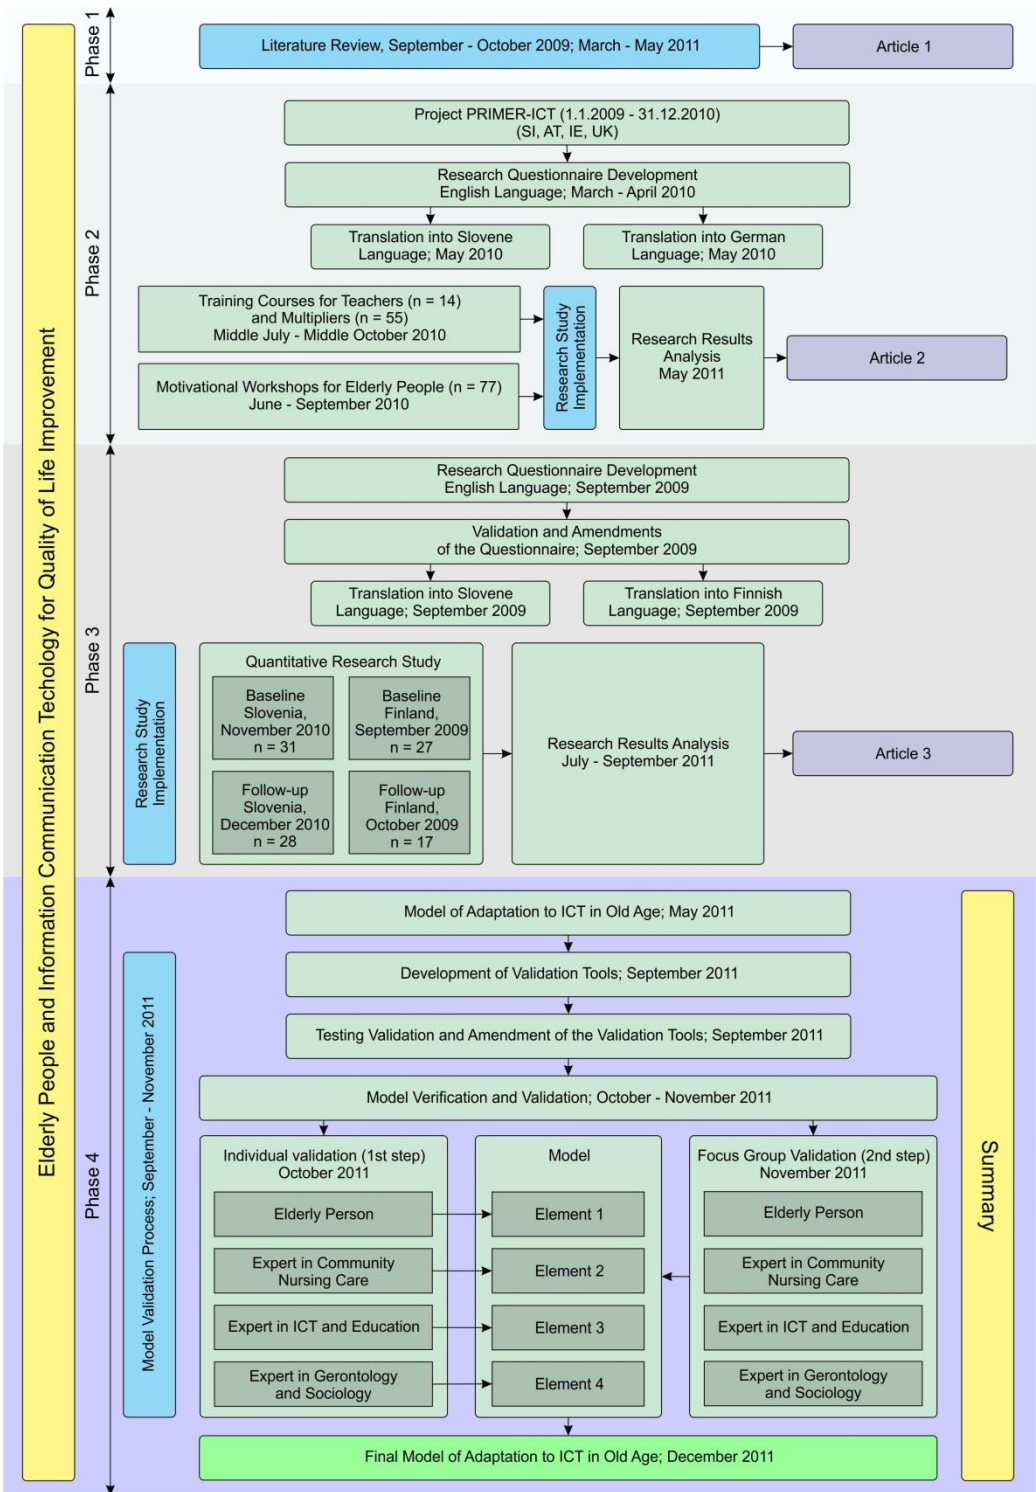 Elderly People and Information Communication Techology for Quality of Life Improvement
Phase 1
Literature Review, September - October 2009; March - May 2011
Article 1
Phase 2
Project PRIMER-ICT (1.1.2009 - 31.12.2010)
(SI, AT, IE, UK)
Research Questionnaire Development
English Language; March - April 2010
Translation into Slovene
Language; May 2010
Translation into German
Language; May 2010
Training Courses for Teachers (n = 14)
and Multipliers (n = 55)
Middle July - Middle October 2010
Motivational Workshops for Elderly People (n = 77)
June - September 2010
Research Study
Implementation
Research Results
Analysis
May 2011
Article 2
Phase 3
Research Questionnaire Development
English Language; September 2009
Validation and Amendments
of the Questionnaire; September 2009
Translation into Slovene
Language; September 2009
Translation into Finnish
Language; September 2009
Research Study
Implementation
Quantitative Research Study
Baseline
Slovenia,
November 2010
n = 31
Baseline
Finland,
September 2009
n = 27
Follow-up
Slovenia,
December 2010
n = 28
Follow-up
Finland,
October 2009
n = 17
Research Results Analysis
July - September 2011
Article 3
Phase 4
Model Validation Process; September - November 2011
Model of Adaptation to ICT in Old Age; May 2011
Development of Validation Tools; September 2011
Testing Validation and Amendment of the Validation Tools; September 2011
Model Verification and Validation; October - November 2011
Individual validation (1st step)
October 2011
Elderly Person
Expert in Community
Nursing Care
Expert in ICT and Education
Expert in Gerontology
and Sociology
Model
Element 1
Element 2
Element 3
Element 4
Focus Group Validation (2nd step)
November 2011
Elderly Person
Expert in Community
Nursing Care
Expert in ICT and Education
Expert in Gerontology
and Sociology
Final Model of Adaptation to ICT in Old Age; December 2011
Summary